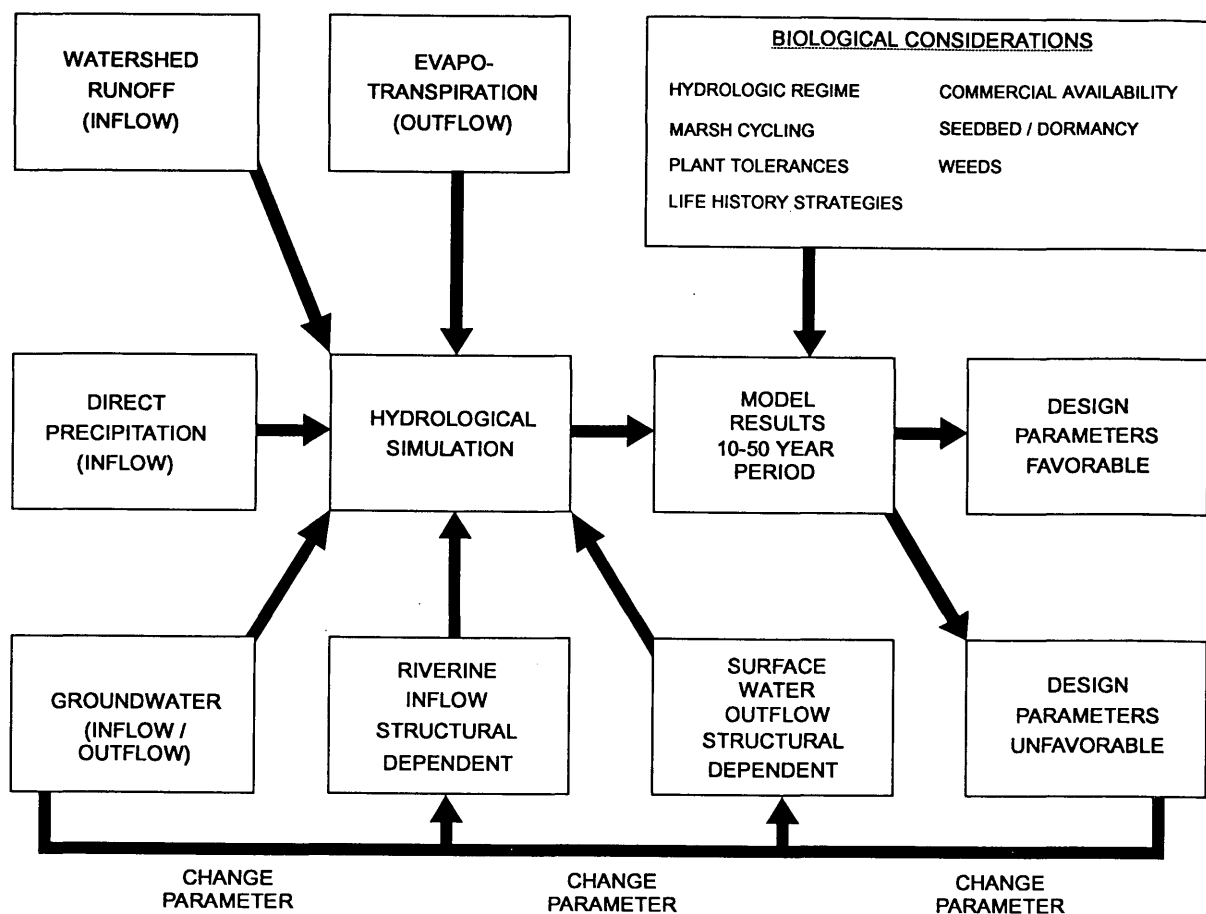 WATERSHED
RUNOFF
(INFLOW)
EVAPO-
TRANSPIRATION
(OUTFLOW)
BIOLOGICAL CONSIDERATIONS
HYDROLOGIC REGIME
MARSH CYCLING
PLANT TOLERANCES
LIFE HISTORY STRATEGIES
COMMERCIAL AVAILABILITY
SEEDBED / DORMANCY
WEEDS
DIRECT
PRECIPITATION
(INFLOW)
HYDROLOGICAL
SIMULATION
MODEL
RESULTS
10-50 YEAR
PERIOD
DESIGN
PARAMETERS
FAVORABLE
GROUNDWATER
(INFLOW /
OUTFLOW)
RIVERINE
INFLOW
STRUCTURAL
DEPENDENT
SURFACE
WATER
OUTFLOW
STRUCTURAL
DEPENDENT
DESIGN
PARAMETERS
UNFAVORABLE
CHANGE
PARAMETER
CHANGE
PARAMETER
CHANGE
PARAMETER